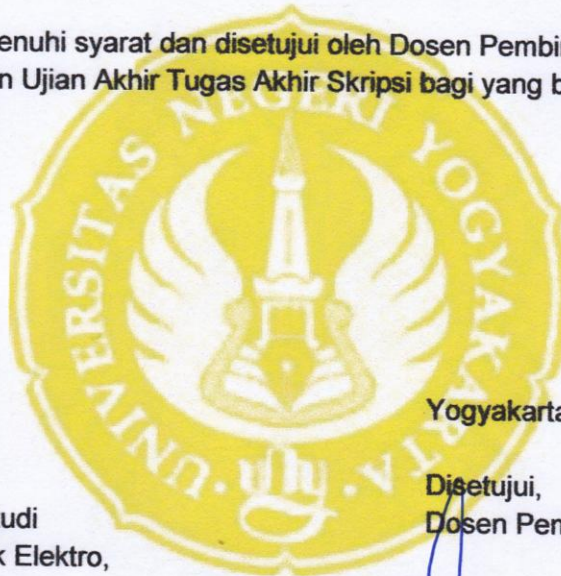 enuhi syarat dan disetujui oleh Dosen Pembi
n Ujian Akhir Tugas Akhir Skripsi bagi yang b
UNIVERSITAS NEGERI YOGYAKARTA
uny
Yogyakarta
Disetujui,
udi
Dosen Pem
k Elektro,